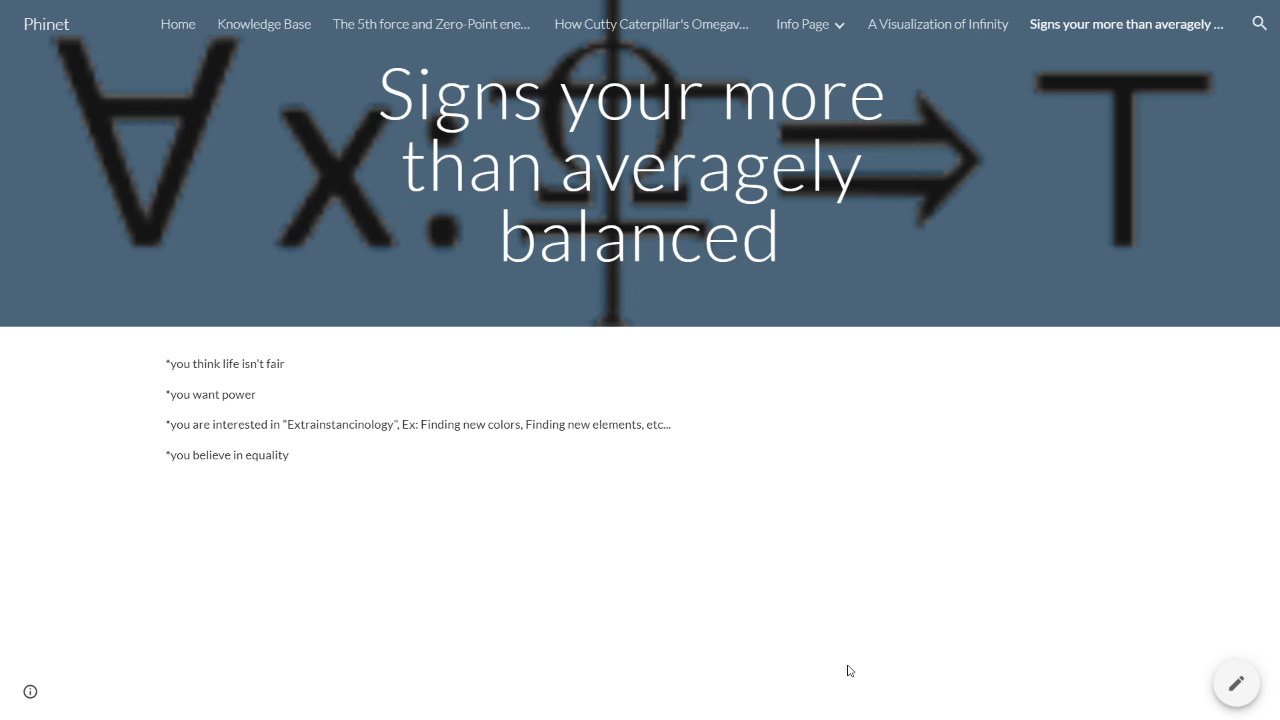 Phinet
Home
Knowledge Base
The 5th force and Zero-Point ene...
How Cutty Caterpillar's Omegav...
Info Page
A Visualization of Infinity
Signs your more than averagely ...
∀x:Ω⇒T
Signs your more
than averagely
balanced
*you think life isn't fair
*you want power
*you are interested in "Extrainstancinology", Ex: Finding new colors, Finding new elements, etc...
*you believe in equality